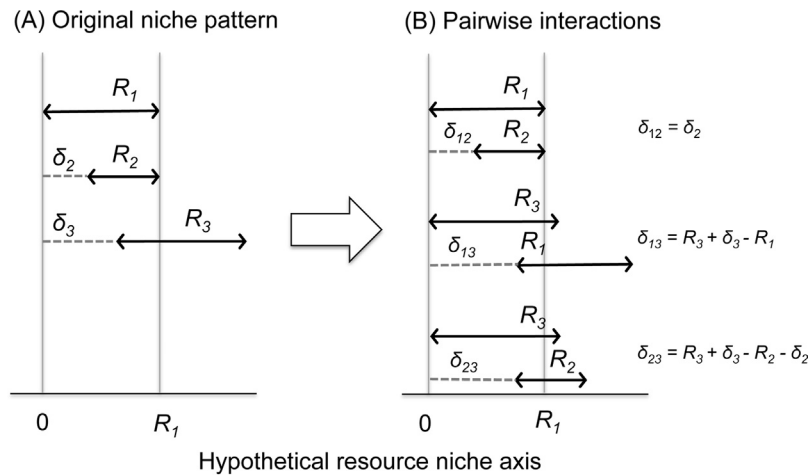 (A) Original niche pattern
(B) Pairwise interactions
R₁
δ₂ R₂
δ₃ R₃
0 R₁
R₁
δ₁₂ R₂
δ₁₂ = δ₂
R₃
δ₁₃ R₁
δ₁₃ = R₃ + δ₃ - R₁
R₃
δ₂₃ R₂
δ₂₃ = R₃ + δ₃ - R₂ - δ₂
0 R₁
Hypothetical resource niche axis